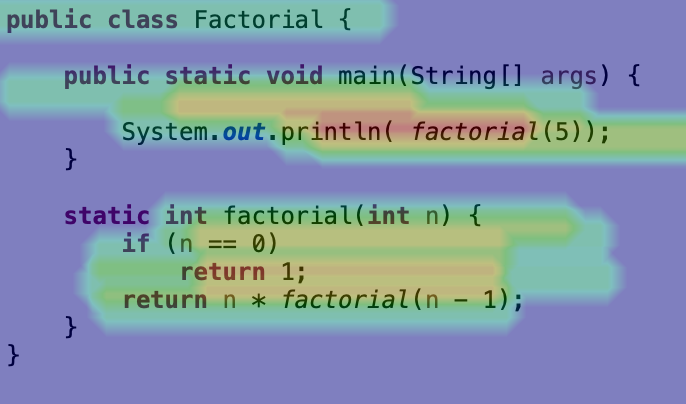 public class Factorial {
public static void main(String[] args) {
System.out.println( factorial(5));
}
static int factorial(int n) {
if (n == 0)
return 1;
return n * factorial(n - 1);
}
}